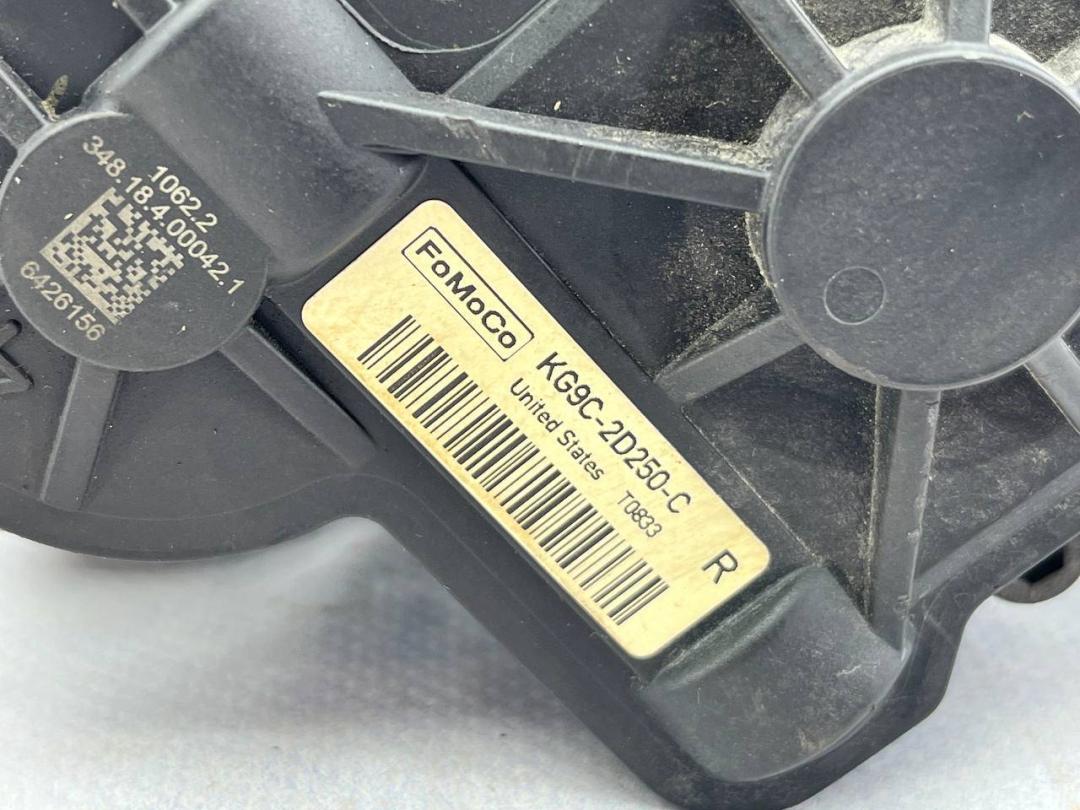 1062.2
348.18.4.00042.1
6426156
FoMoCo
KG9C-2D250-C
United States T0833
R